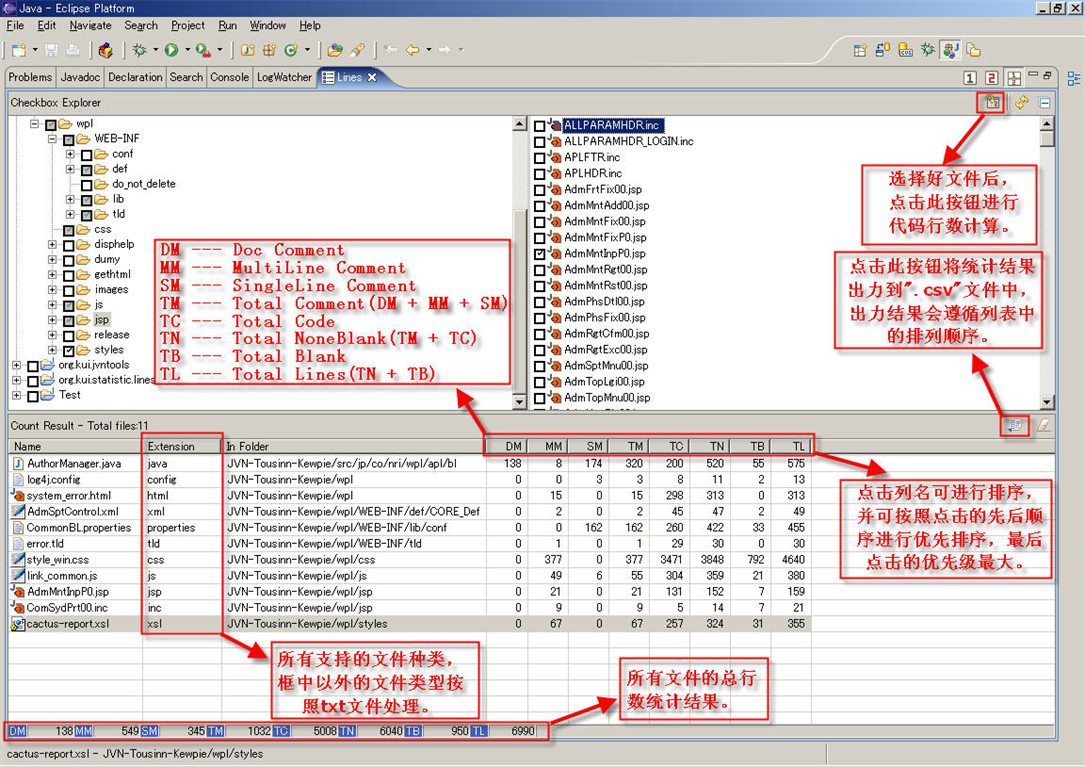 Java - Eclipse Platform
File Edit Navigate Search Project Run Window Help
Problems Javadoc Declaration Search Console LogWatcher Lines
1 2
Checkbox Explorer
wpl
WEB-INF
conf
def
do_not_delete
lib
tld
css
disphelp
dumy
gethtml
images
js
jsp
release
styles
org.kui.jvntools
org.kui.statistic.lines
Test
ALLPARAMHDR.inc
ALLPARAMHDR_LOGIN.inc
APLFTR.inc
APLHDR.inc
AdmFrtFix00.jsp
AdmMntAdd00.jsp
AdmMntFix00.jsp
AdmMntFixP0.jsp
AdmMntInpP0.jsp
AdmMntRgt00.jsp
AdmMntRst00.jsp
AdmPhsDtl00.jsp
AdmPhsFix00.jsp
AdmRgtCfm00.jsp
AdmRgtExc00.jsp
AdmSptMnu00.jsp
AdmTopLgi00.jsp
AdmTopMnu00.jsp
DM --- Doc Comment
MM --- MultiLine Comment
SM --- SingleLine Comment
TM --- Total Comment(DM + MM + SM)
TC --- Total Code
TN --- Total NoneBlank(TM + TC)
TB --- Total Blank
TL --- Total Lines(TN + TB)
选择好文件后，
点击此按钮进行
代码行数计算。
点击此按钮将统计结果
出力到".csv"文件中，
出力结果会遵循列表中
的排列顺序。
Count Result - Total files:11
Name Extension In Folder DM MM SM TM TC TN TB TL
AuthorManager.java java JVN-Tousinn-Kewpie/src/jp/co/nri/wpl/apl/bl 138 8 174 320 200 520 55 575
log4j.config config JVN-Tousinn-Kewpie/wpl 0 0 3 3 8 11 2 13
system_error.html html JVN-Tousinn-Kewpie/wpl 0 15 0 15 298 313 0 313
AdmSptControl.xml xml JVN-Tousinn-Kewpie/wpl/WEB-INF/def/CORE_Def 0 2 0 2 45 47 2 49
CommonBL.properties properties JVN-Tousinn-Kewpie/wpl/WEB-INF/lib/conf 0 0 162 162 260 422 33 455
error.tld tld JVN-Tousinn-Kewpie/wpl/WEB-INF/tld 0 1 0 1 29 30 0 30
style_win.css css JVN-Tousinn-Kewpie/wpl/css 0 377 0 377 3471 3848 792 4640
link_common.js js JVN-Tousinn-Kewpie/wpl/js 0 49 6 55 304 359 21 380
AdmMntInpP0.jsp jsp JVN-Tousinn-Kewpie/wpl/jsp 0 21 0 21 131 152 7 159
ComSydPrt00.inc inc JVN-Tousinn-Kewpie/wpl/jsp 0 9 0 9 5 14 7 21
cactus-report.xsl xsl JVN-Tousinn-Kewpie/wpl/styles 0 67 0 67 257 324 31 355
点击列名可进行排序，
并可按照点击的先后顺
序进行优先排序，最后
点击的优先级最大。
所有支持的文件种类，
框中以外的文件类型按
照txt文件处理。
所有文件的总行
数统计结果。
DM 138 MM 549 SM 345 TM 1032 TC 5008 TN 6040 TB 950 TL 6990
cactus-report.xsl - JVN-Tousinn-Kewpie/wpl/styles